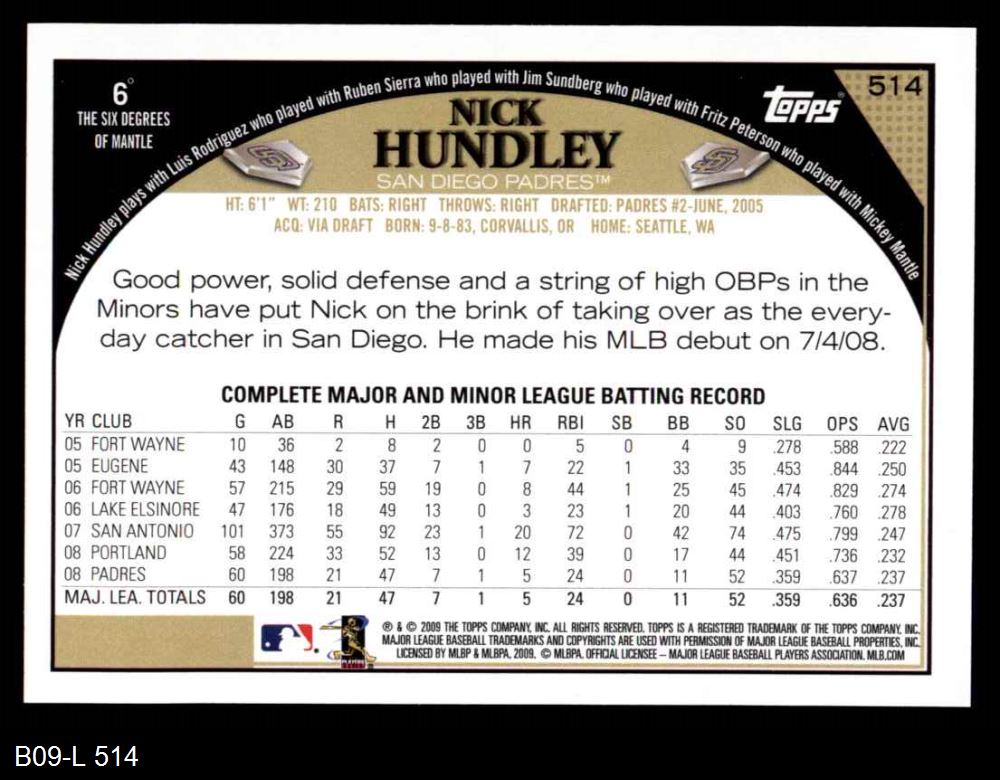 6°
THE SIX DEGREES
OF MANTLE
Nick Hundley plays with Luis Rodriguez who played with Ruben Sierra who played with Jim Sundberg who played with Fritz Peterson who played with Mickey Mantle
Topps
514
NICK
HUNDLEY
SAN DIEGO PADRES™
HT: 6'1" WT: 210 BATS: RIGHT THROWS: RIGHT DRAFTED: PADRES #2-JUNE, 2005
ACQ: VIA DRAFT BORN: 9-8-83, CORVALLIS, OR HOME: SEATTLE, WA
Good power, solid defense and a string of high OBPs in the
Minors have put Nick on the brink of taking over as the every-
day catcher in San Diego. He made his MLB debut on 7/4/08.
COMPLETE MAJOR AND MINOR LEAGUE BATTING RECORD
YR CLUB G AB R H 2B 3B HR RBI SB BB SO SLG OPS AVG
05 FORT WAYNE 10 36 2 8 2 0 0 5 0 4 9 .278 .588 .222
05 EUGENE 43 148 30 37 7 1 7 22 1 33 35 .453 .844 .250
06 FORT WAYNE 57 215 29 59 19 0 8 44 1 25 45 .474 .829 .274
06 LAKE ELSINORE 47 176 18 49 13 0 3 23 1 20 44 .403 .760 .278
07 SAN ANTONIO 101 373 55 92 23 1 20 72 0 42 74 .475 .799 .247
08 PORTLAND 58 224 33 52 13 0 12 39 0 17 44 .451 .736 .232
08 PADRES 60 198 21 47 7 1 5 24 0 11 52 .359 .637 .237
MAJ. LEA. TOTALS 60 198 21 47 7 1 5 24 0 11 52 .359 .636 .237
® & © 2009 THE TOPPS COMPANY, INC. ALL RIGHTS RESERVED. TOPPS IS A REGISTERED TRADEMARK OF THE TOPPS COMPANY, INC.
MAJOR LEAGUE BASEBALL TRADEMARKS AND COPYRIGHTS ARE USED WITH PERMISSION OF MAJOR LEAGUE BASEBALL PROPERTIES, INC.
LICENSED BY MLBP & MLBPA, 2009. © MLBPA. OFFICIAL LICENSEE – MAJOR LEAGUE BASEBALL PLAYERS ASSOCIATION. MLB.COM
B09-L 514